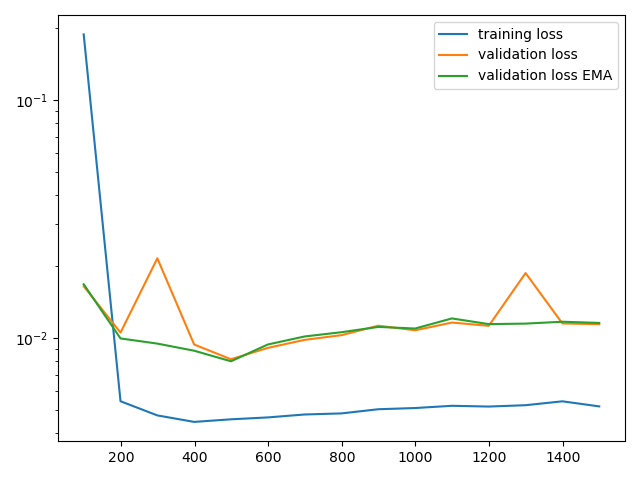 training loss
validation loss
validation loss EMA
10⁻¹
10⁻²
200 400 600 800 1000 1200 1400